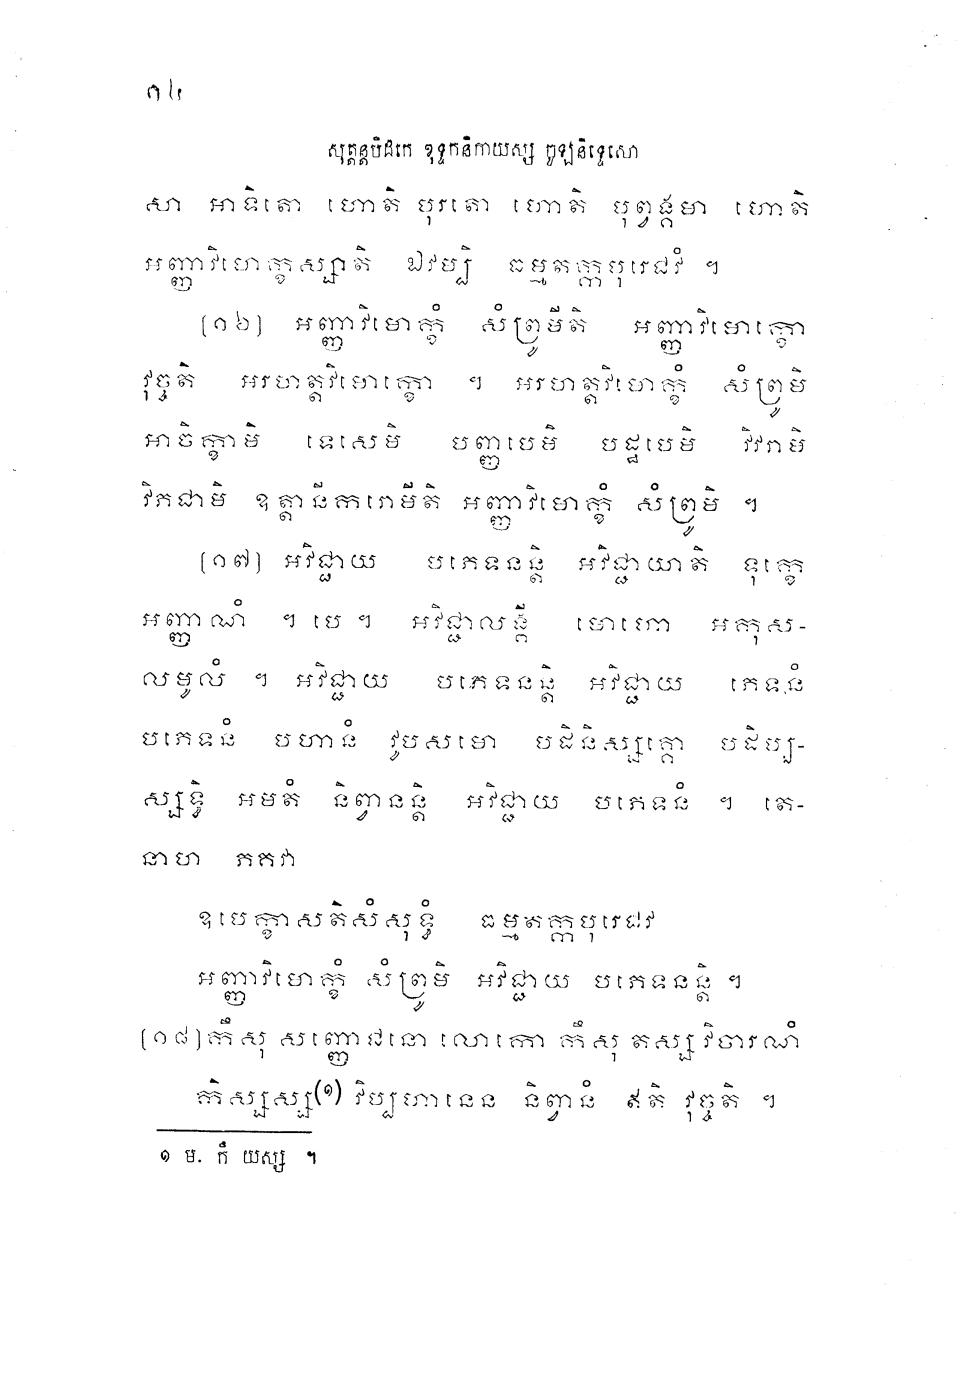 ១៤
សុត្តន្តបិដកេ ខុទ្ទកនិកាយស្ស ចូឡនិទ្ទេសោ
សា អាទិតោ ហោតិ បុរតោ ហោតិ បុព្វង្គមា ហោតិ
អញ្ញាវិមោក្ខស្សាតិ ឯវម្បិ ធម្មតក្កបុរេជវំ ។
(១៦) អញ្ញាវិមោក្ខំ សំព្រូមីតិ អញ្ញាវិមោក្ខោ
វុច្ចតិ អរហត្តវិមោក្ខោ ។ អរហត្តវិមោក្ខំ សំព្រូមិ
អាចិក្ខាមិ ទេសេមិ បញ្ញបេមិ បដ្ឋបេមិ វិវរាមិ
វិភជាមិ ឧត្តានីករោមីតិ អញ្ញាវិមោក្ខំ សំព្រូមិ ។
(១៧) អវិជ្ជាយ បភេទនន្តិ អវិជ្ជាយាតិ ទុក្ខេ
អញ្ញាណំ ។ បេ ។ អវិជ្ជាលង្គី មោហោ អកុស-
លមូលំ ។ អវិជ្ជាយ បភេទនន្តិ អវិជ្ជាយ ភេទនំ
បភេទនំ បហានំ វូបសមោ បដិនិស្សគ្គោ បដិប្ប-
ស្សទ្ធិ អមតំ និព្វានន្តិ អវិជ្ជាយ បភេទនំ ។ តេ-
នាហ ភគវា
ឧបេក្ខាសតិសំសុទ្ធំ ធម្មតក្កបុរេជវំ
អញ្ញាវិមោក្ខំ សំព្រូមិ អវិជ្ជាយ បភេទនន្តិ ។
(១៨) កឹសុ សញ្ញោជនោ លោកោ កឹសុ តស្ស វិចារណំ
កិស្សស្ស(១) វិប្បហានេន និព្វានំ ឥតិ វុច្ចតិ ។
១ ម. កឹ យស្ស ។